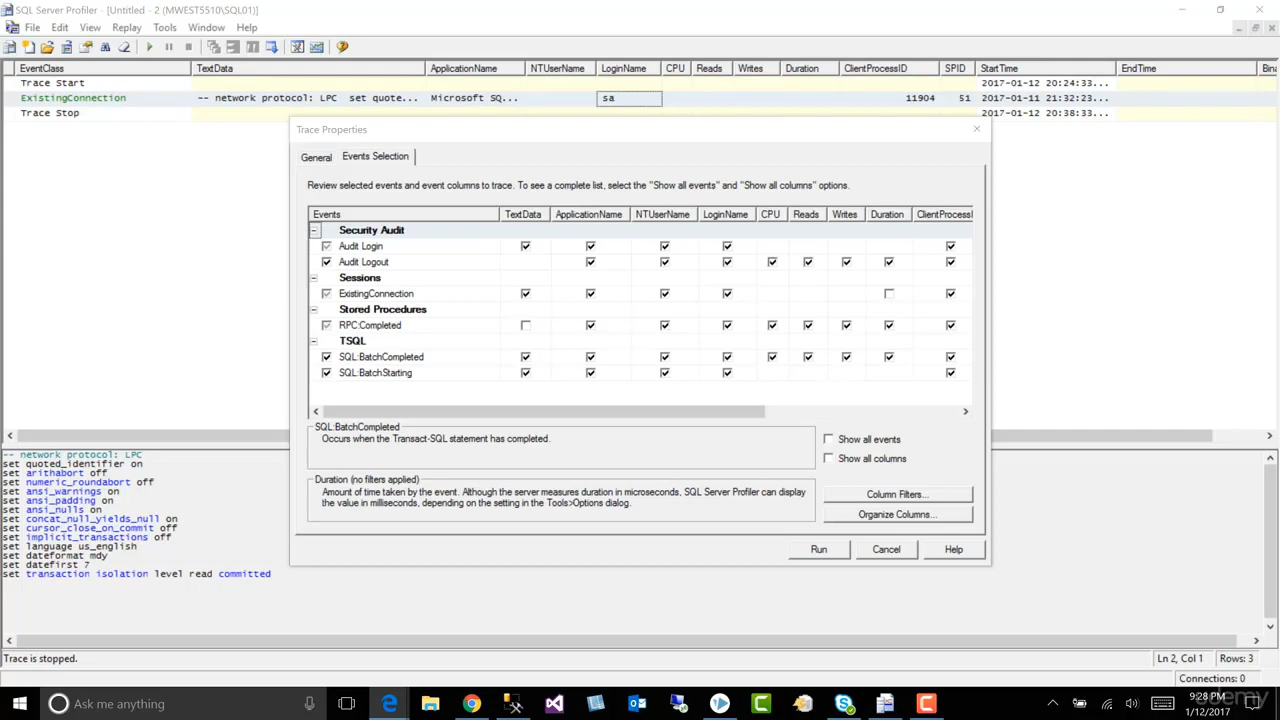 SQL Server Profiler - [Untitled - 2 (MWEST5510\SQL01)]
File Edit View Replay Tools Window Help
EventClass TextData ApplicationName NTUserName LoginName CPU Reads Writes Duration ClientProcessID SPID StartTime EndTime Bina
Trace Start 2017-01-12 20:24:33...
ExistingConnection -- network protocol: LPC set quote... Microsoft SQ... sa 11904 51 2017-01-11 21:32:23...
Trace Stop 2017-01-12 20:38:33...
Trace Properties
General Events Selection
Review selected events and event columns to trace. To see a complete list, select the "Show all events" and "Show all columns" options.
Events TextData ApplicationName NTUserName LoginName CPU Reads Writes Duration ClientProcessI
Security Audit
Audit Login
Audit Logout
Sessions
ExistingConnection
Stored Procedures
RPC:Completed
TSQL
SQL:BatchCompleted
SQL:BatchStarting
SQL:BatchCompleted
Occurs when the Transact-SQL statement has completed.
Show all events
Show all columns
Duration (no filters applied)
Amount of time taken by the event. Although the server measures duration in microseconds, SQL Server Profiler can display
the value in milliseconds, depending on the setting in the Tools>Options dialog.
Column Filters...
Organize Columns...
Run Cancel Help
-- network protocol: LPC
set quoted_identifier on
set arithabort off
set numeric_roundabort off
set ansi_warnings on
set ansi_padding on
set ansi_nulls on
set concat_null_yields_null on
set cursor_close_on_commit off
set implicit_transactions off
set language us_english
set dateformat mdy
set datefirst 7
set transaction isolation level read committed
Trace is stopped. Ln 2, Col 1 Rows: 3
Connections: 0
Ask me anything
9:28 PM
1/12/2017
udemy